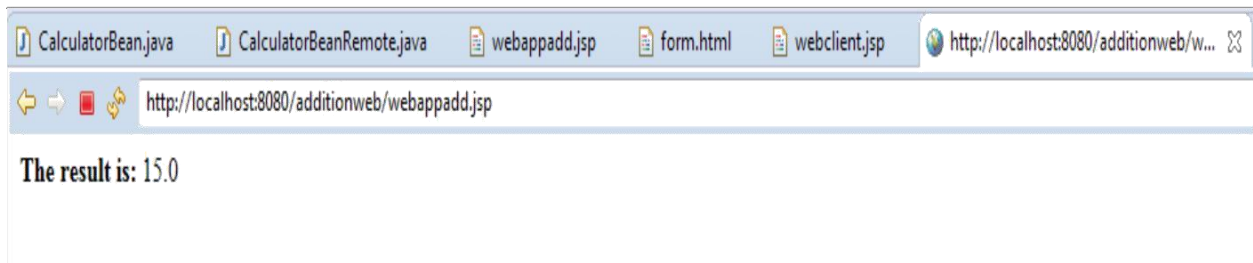 CalculatorBean.java CalculatorBeanRemote.java webappadd.jsp form.html webclient.jsp http://localhost:8080/additionweb/w...
http://localhost:8080/additionweb/webappadd.jsp
The result is: 15.0